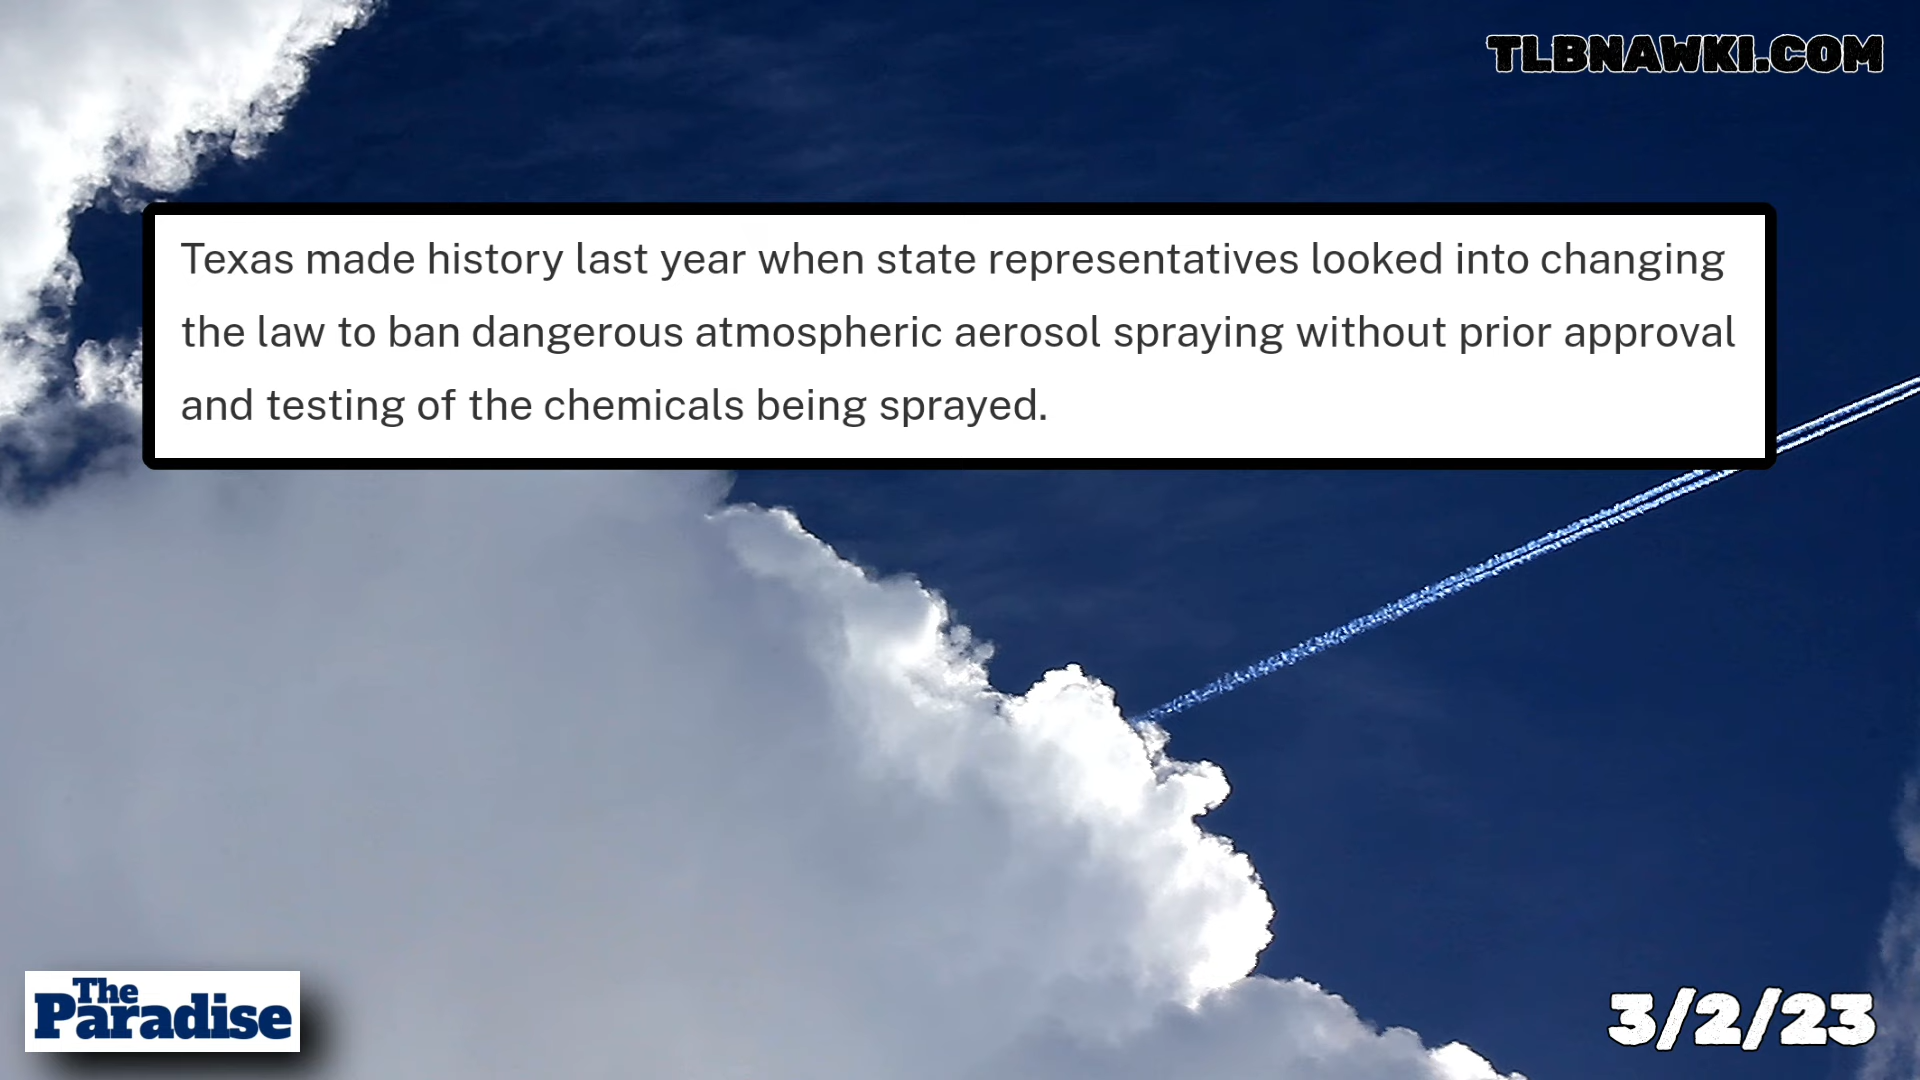 TLBNAWKI.COM
Texas made history last year when state representatives looked into changing
the law to ban dangerous atmospheric aerosol spraying without prior approval
and testing of the chemicals being sprayed.
The
Paradise
3/2/23